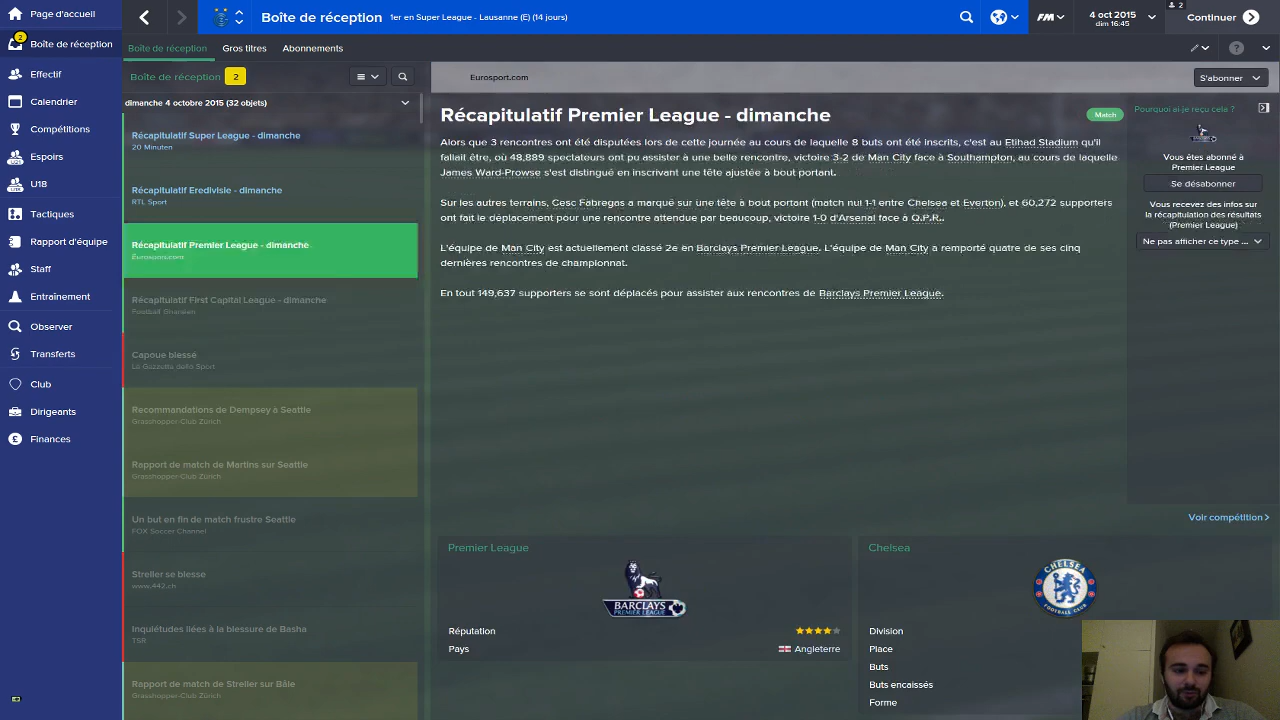 Page d'accueil
2
Boîte de réception
Effectif
Calendrier
Compétitions
Espoirs
U18
Tactiques
Rapport d'équipe
Staff
Entraînement
Observer
Transferts
Club
Dirigeants
Finances
Boîte de réception
1er en Super League - Lausanne (E) (14 jours)
FM
4 oct 2015
dim 16:45
2
Continuer
Boîte de réception
Gros titres
Abonnements
?
Boîte de réception 2
dimanche 4 octobre 2015 (32 objets)
Récapitulatif Super League - dimanche
20 Minuten
Récapitulatif Eredivisie - dimanche
RTL Sport
Récapitulatif Premier League - dimanche
Eurosport.com
Récapitulatif First Capital League - dimanche
Football Ghanéen
Capoue blessé
La Gazzetta dello Sport
Recommandations de Dempsey à Seattle
Grasshopper-Club Zürich
Rapport de match de Martins sur Seattle
Grasshopper-Club Zürich
Un but en fin de match frustre Seattle
FOX Soccer Channel
Streller se blesse
www.442.ch
Inquiétudes liées à la blessure de Basha
TSR
Rapport de match de Streller sur Bâle
Grasshopper-Club Zürich
Eurosport.com
S'abonner
Récapitulatif Premier League - dimanche
Match
Alors que 3 rencontres ont été disputées lors de cette journée au cours de laquelle 8 buts ont été inscrits, c'est au Etihad Stadium qu'il
fallait être, où 48,889 spectateurs ont pu assister à une belle rencontre, victoire 3-2 de Man City face à Southampton, au cours de laquelle
James Ward-Prowse s'est distingué en inscrivant une tête ajustée à bout portant.
Sur les autres terrains, Cesc Fàbregas a marqué sur une tête à bout portant (match nul 1-1 entre Chelsea et Everton), et 60,272 supporters
ont fait le déplacement pour une rencontre attendue par beaucoup, victoire 1-0 d'Arsenal face à Q.P.R..
L'équipe de Man City est actuellement classé 2e en Barclays Premier League. L'équipe de Man City a remporté quatre de ses cinq
dernières rencontres de championnat.
En tout 149,637 supporters se sont déplacés pour assister aux rencontres de Barclays Premier League.
Pourquoi ai-je reçu cela ?
Vous êtes abonné à
Premier League
Se désabonner
Vous recevez des infos sur
la récapitulation des résultats
(Premier League)
Ne pas afficher ce type ...
Voir compétition
Premier League
BARCLAYS
PREMIER LEAGUE
Réputation
Pays
Angleterre
Chelsea
CHELSEA
FOOTBALL CLUB
Division
Place
Buts
Buts encaissés
Forme